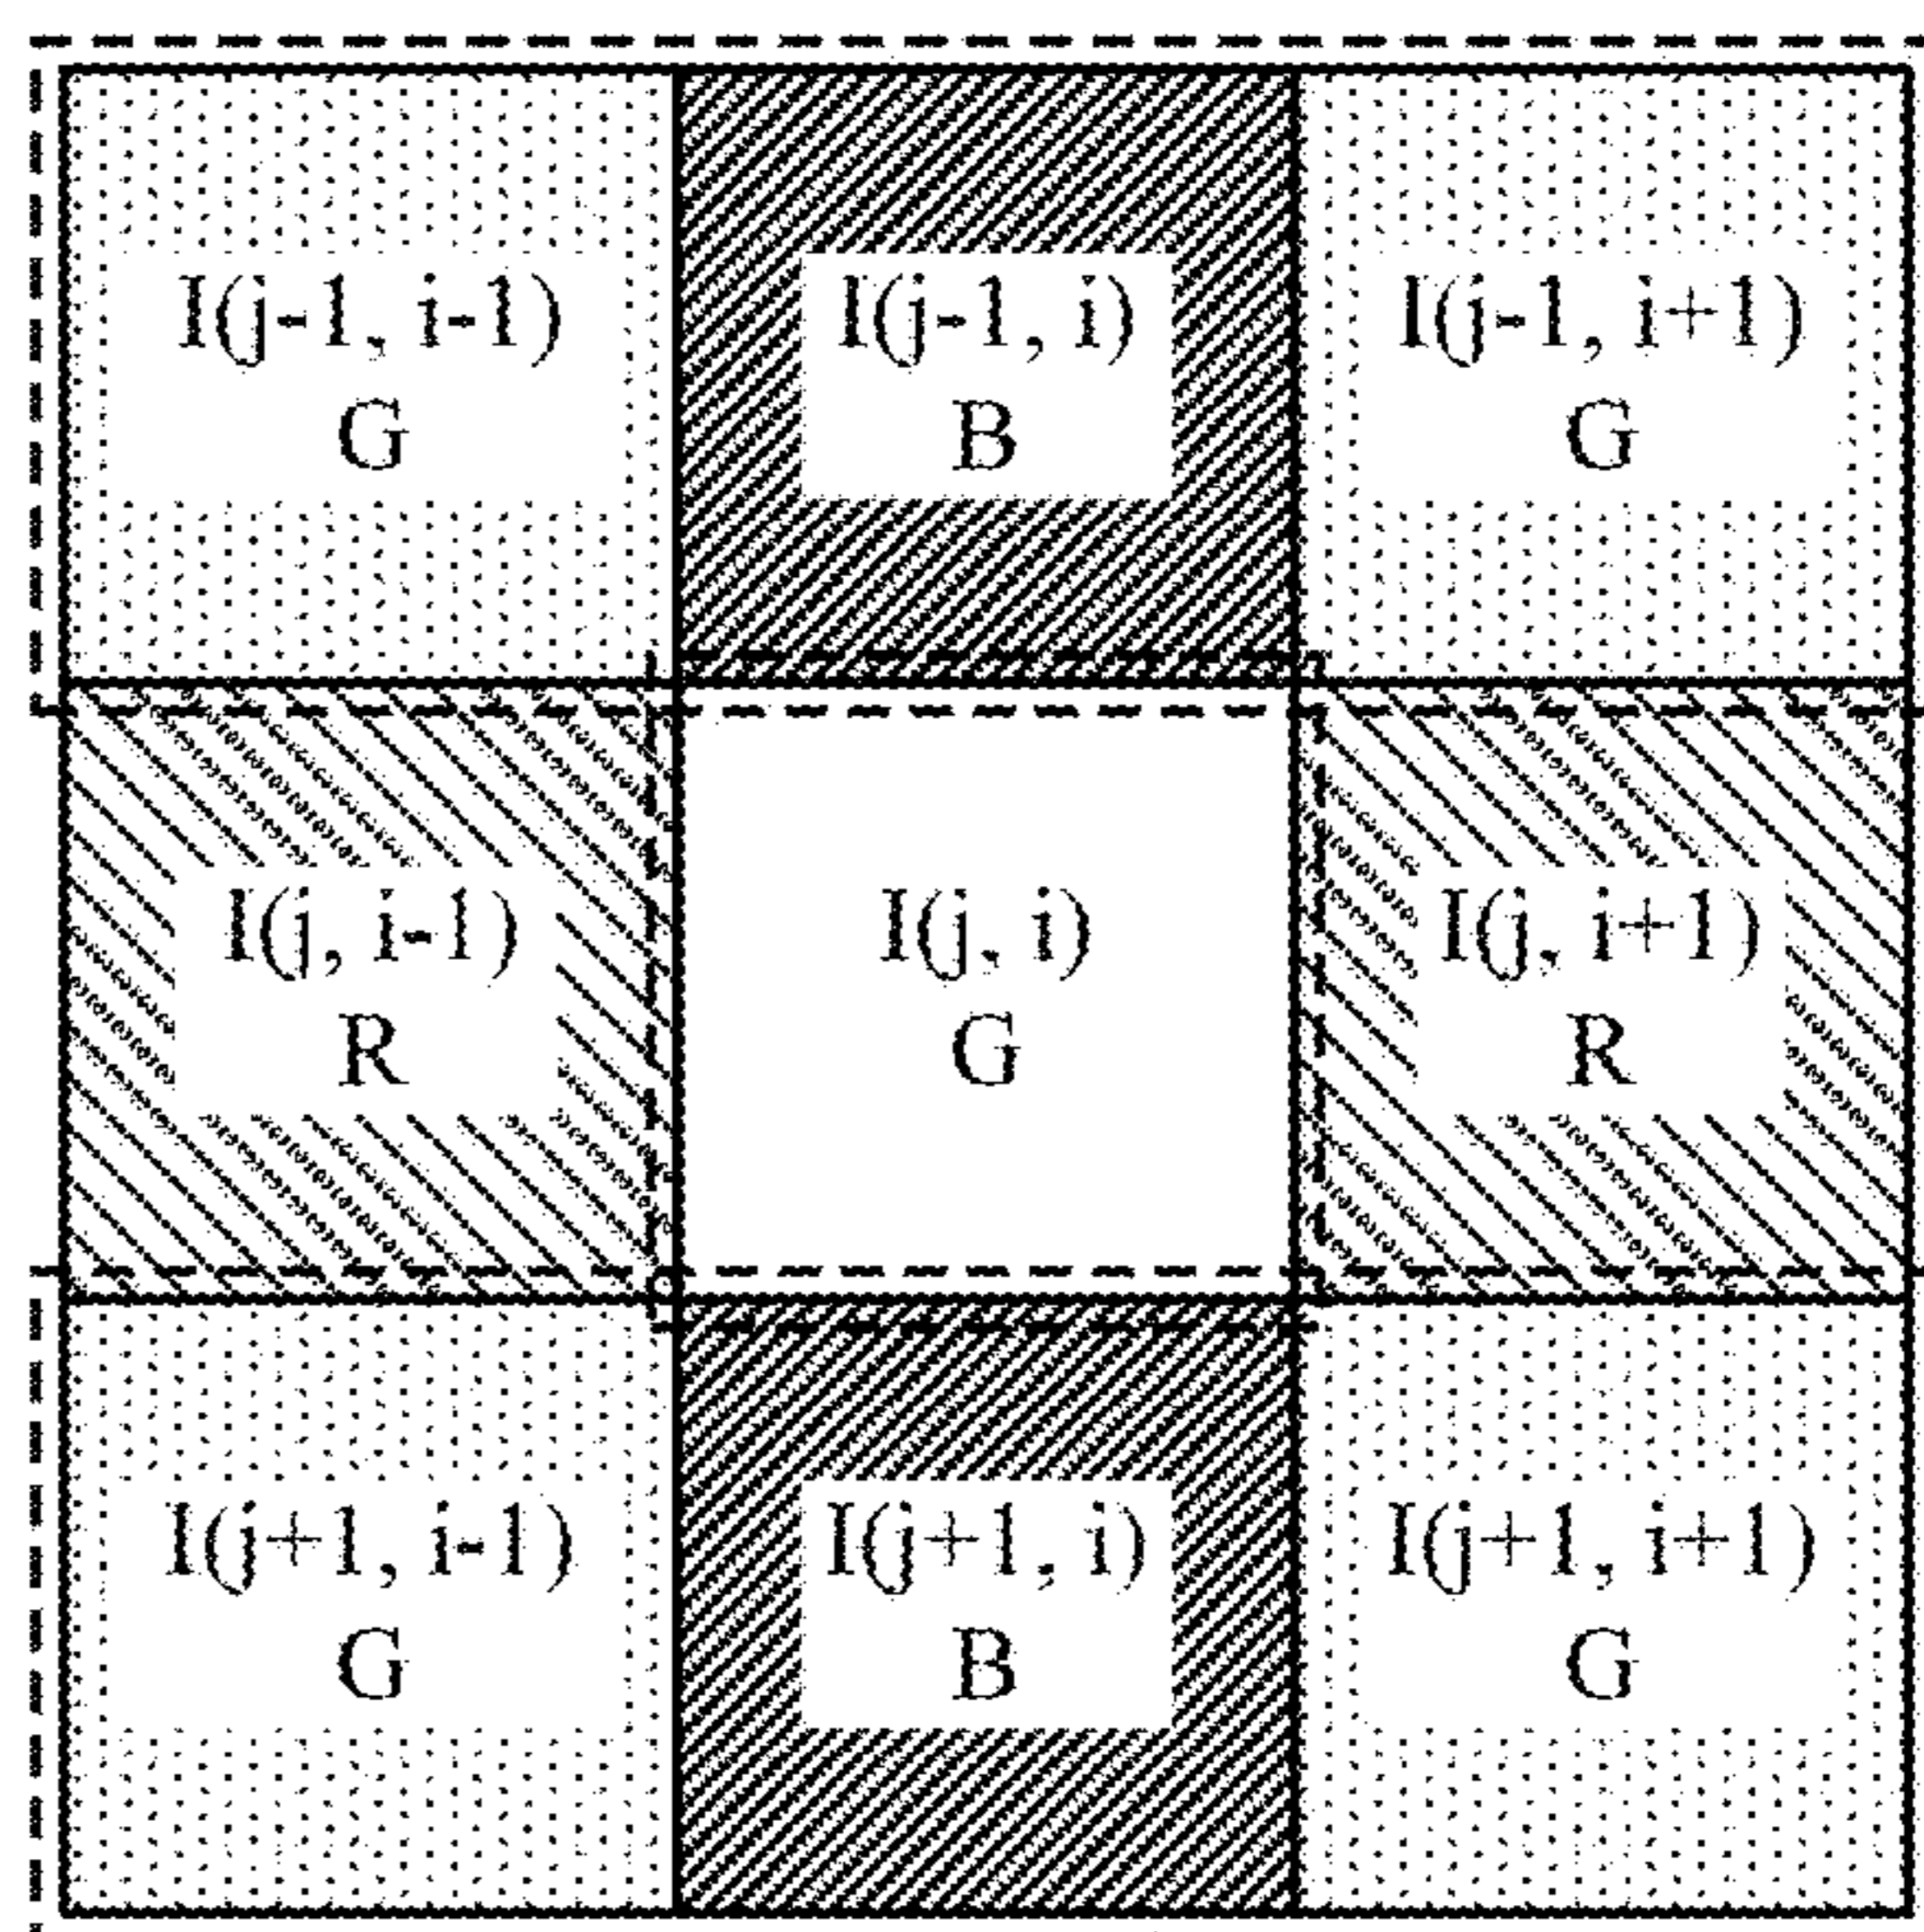 I(j-1, i-1)
G
I(j-1, i)
B
I(j-1, i+1)
G
I(j, i-1)
R
I(j, i)
G
I(j, i+1)
R
I(j+1, i-1)
G
I(j+1, i)
B
I(j+1, i+1)
G